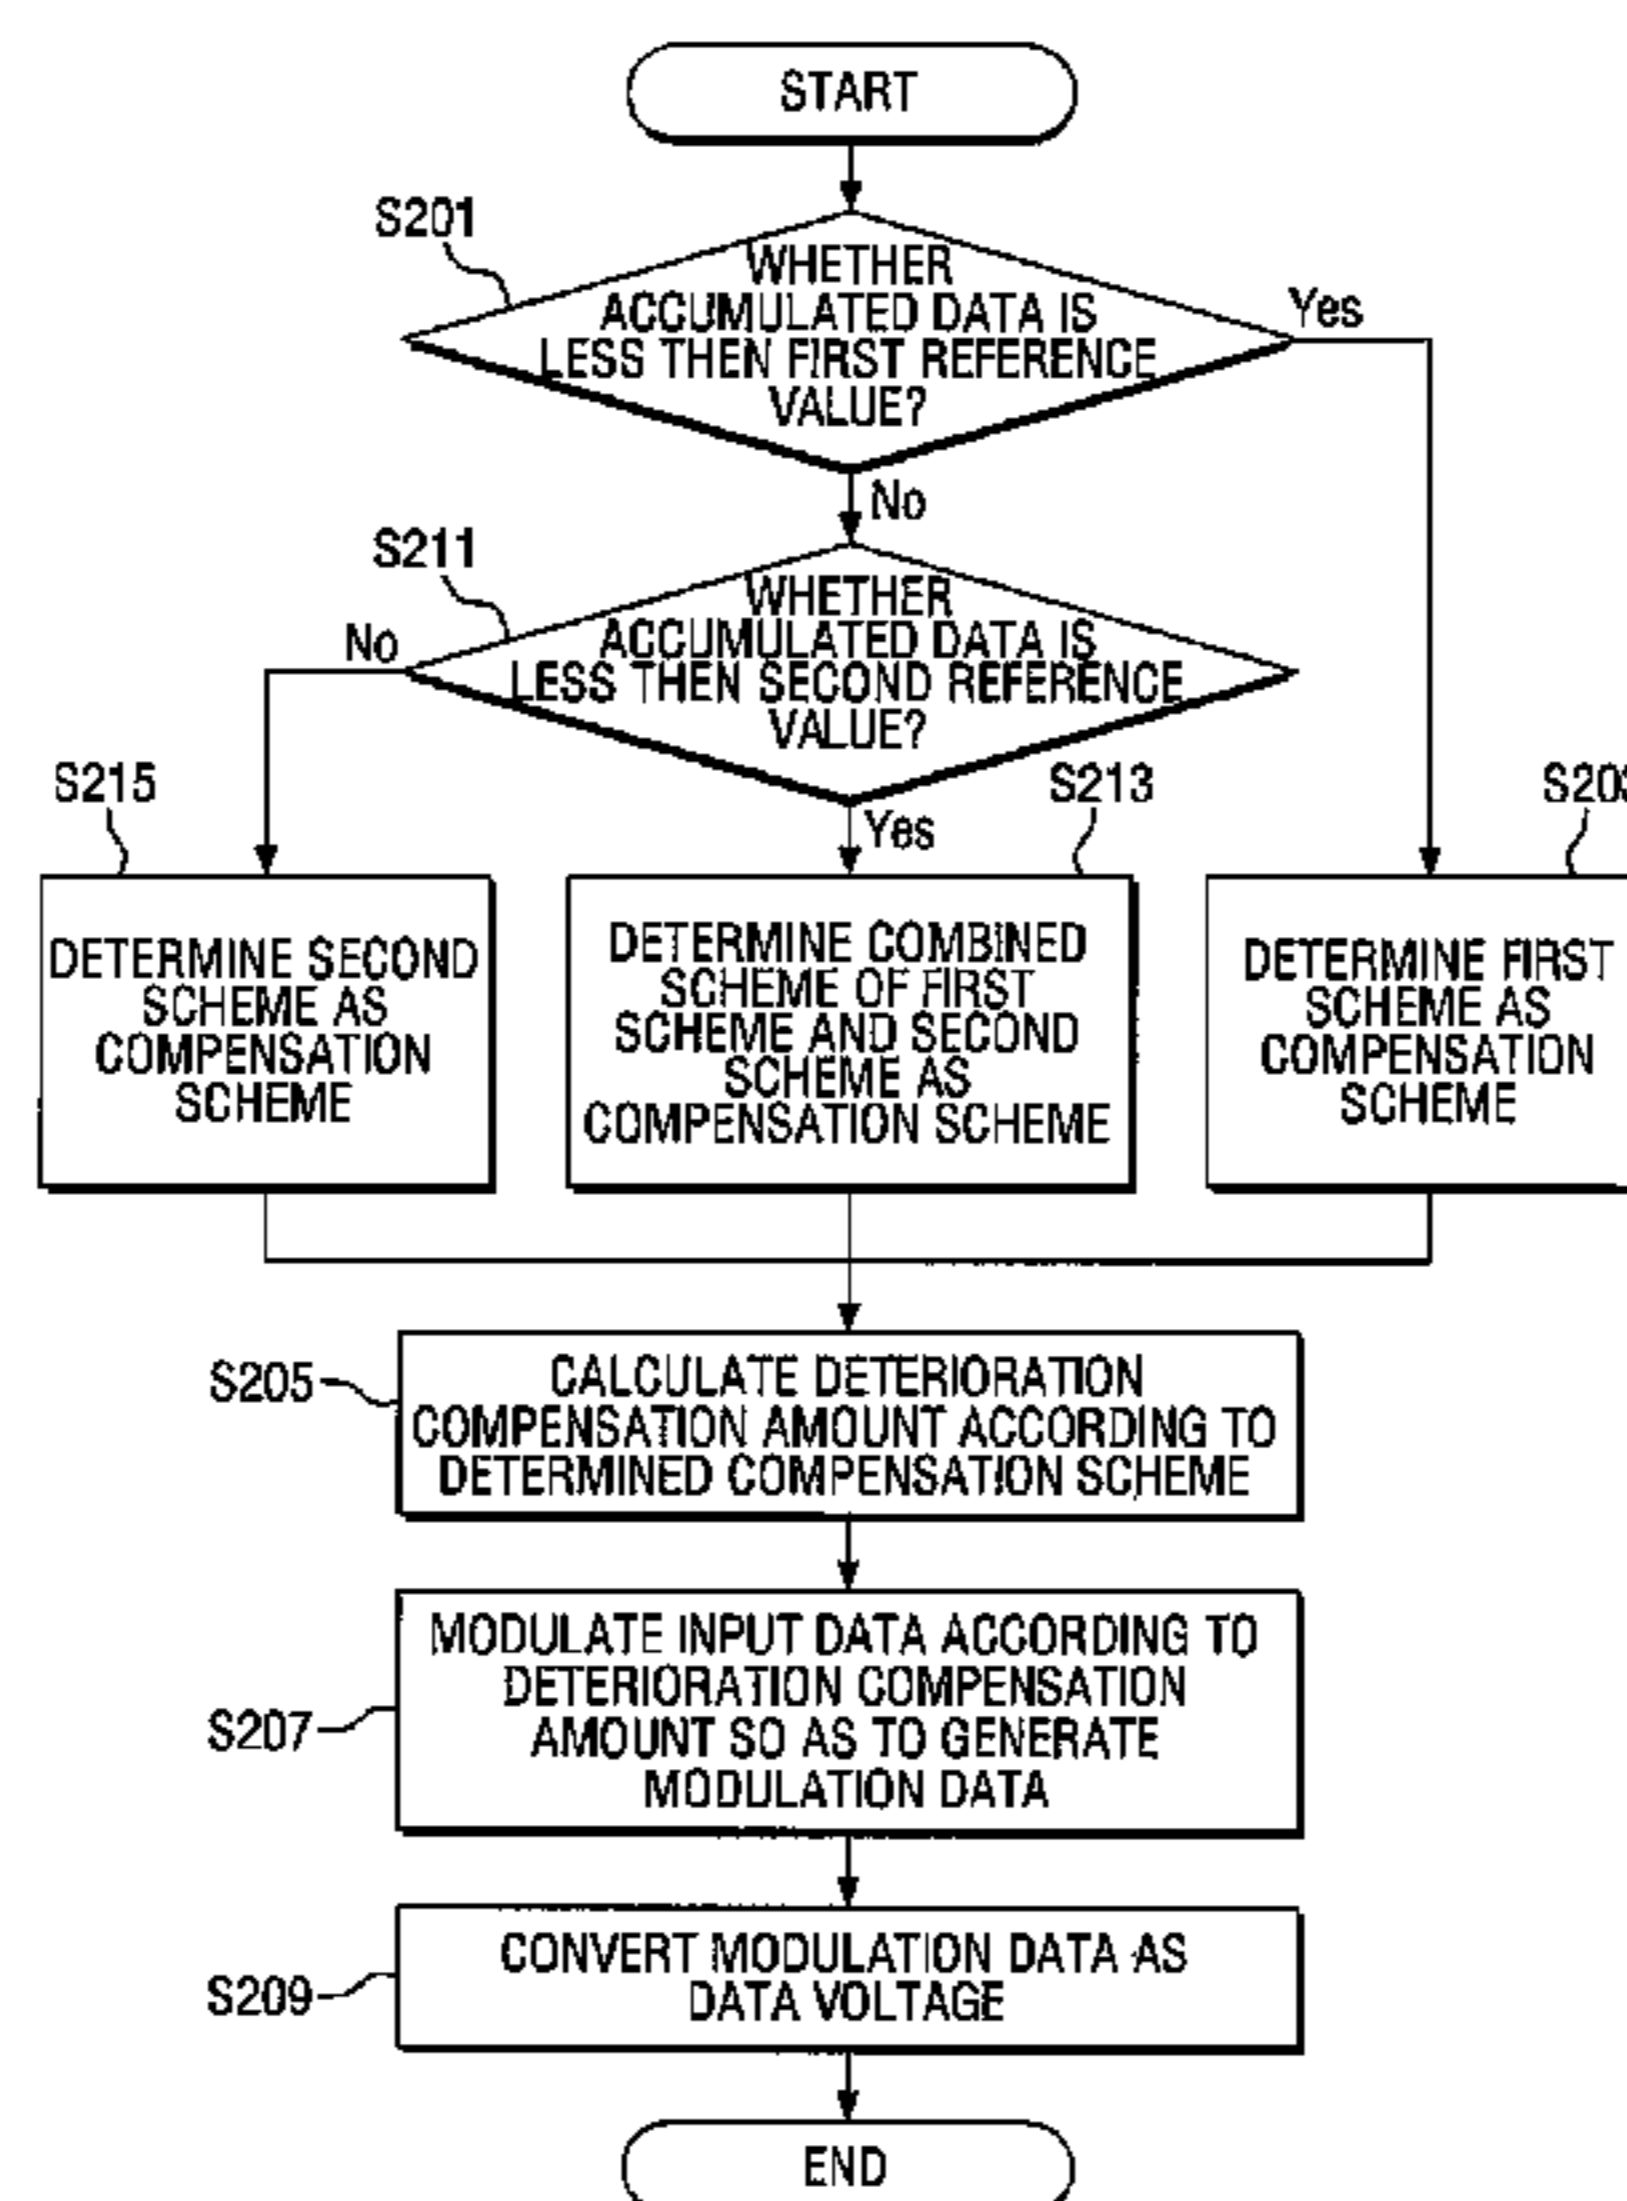 START
S201
WHETHER
ACCUMULATED DATA IS
LESS THEN FIRST REFERENCE
VALUE?
Yes
No
S211
WHETHER
ACCUMULATED DATA IS
LESS THEN SECOND REFERENCE
VALUE?
No
Yes
S215
DETERMINE SECOND
SCHEME AS
COMPENSATION
SCHEME
S213
DETERMINE COMBINED
SCHEME OF FIRST
SCHEME AND SECOND
SCHEME AS
COMPENSATION SCHEME
DETERMINE FIRST
SCHEME AS
COMPENSATION
SCHEME
S205
CALCULATE DETERIORATION
COMPENSATION AMOUNT ACCORDING TO
DETERMINED COMPENSATION SCHEME
S207
MODULATE INPUT DATA ACCORDING TO
DETERIORATION COMPENSATION
AMOUNT SO AS TO GENERATE
MODULATION DATA
S209
CONVERT MODULATION DATA AS
DATA VOLTAGE
END